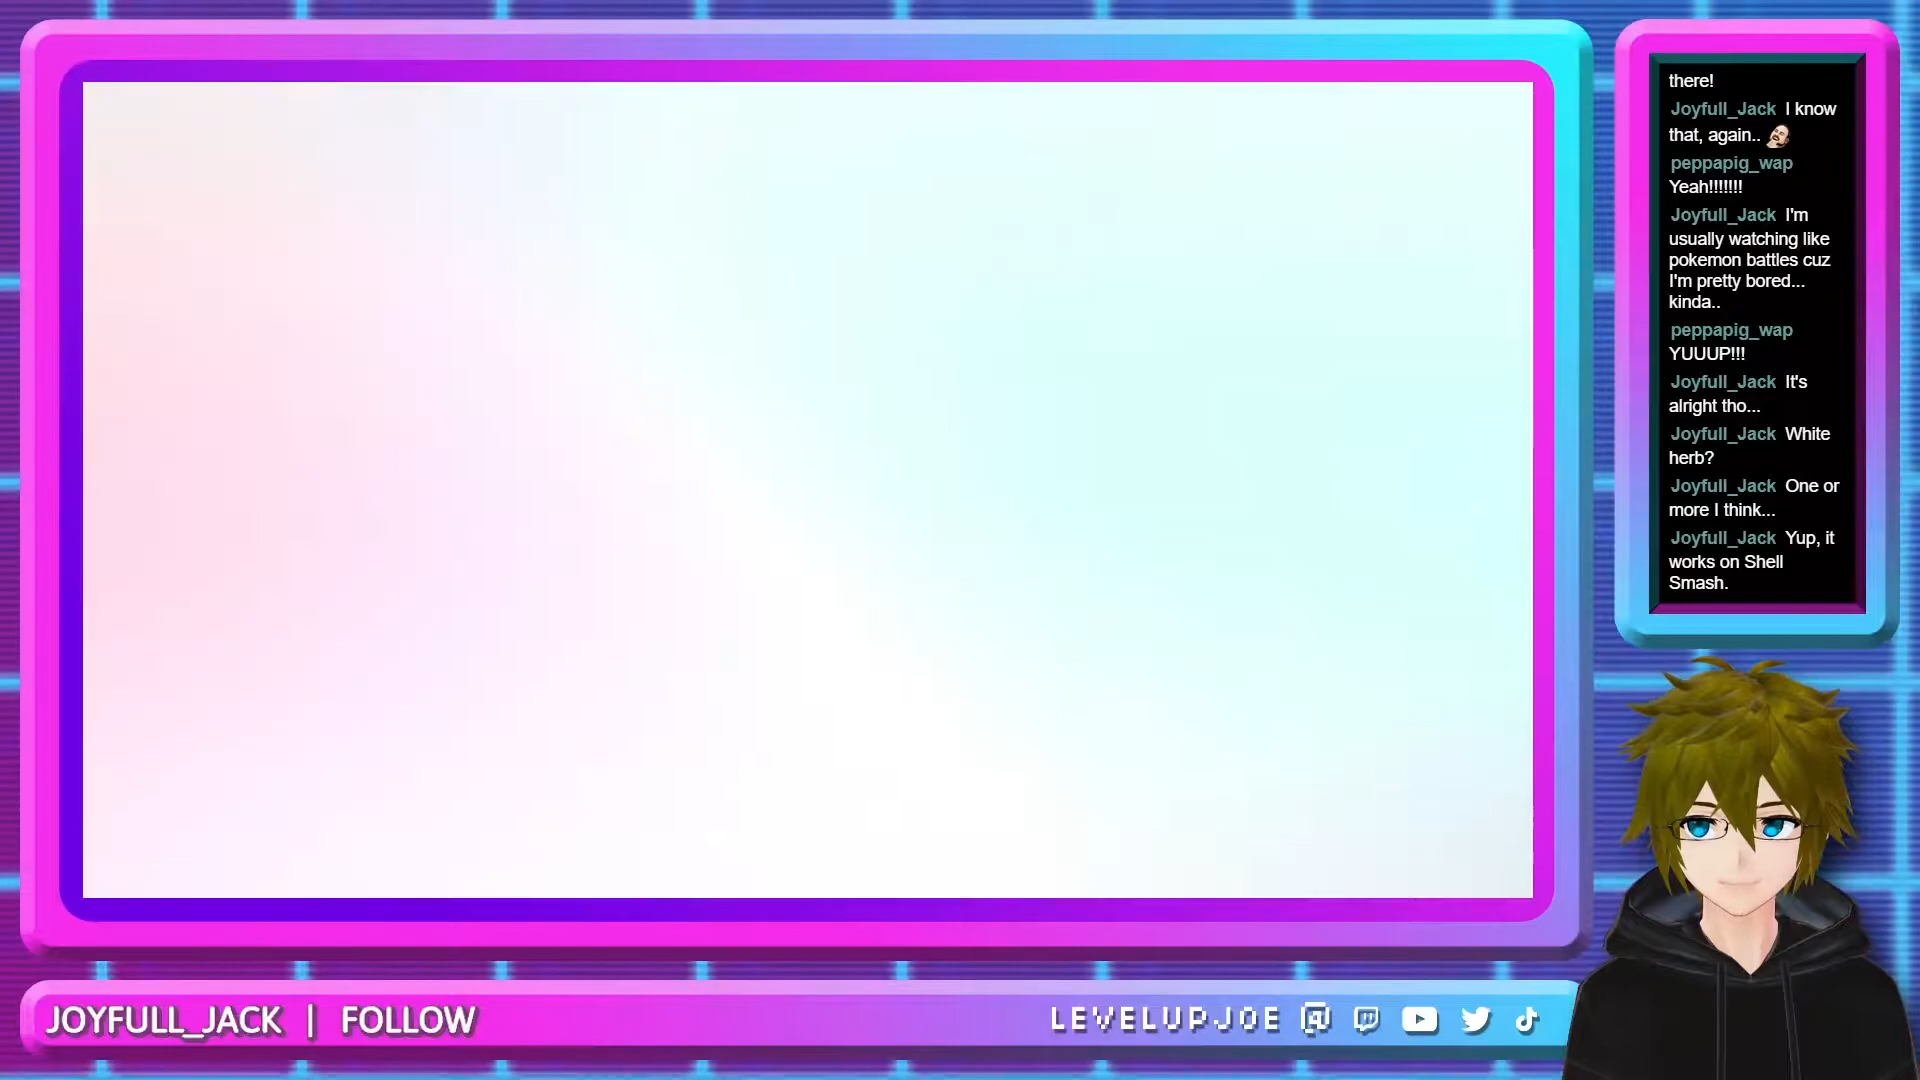 there!
Joyfull_Jack I know
that, again..
peppapig_wap
Yeah!!!!!!!
Joyfull_Jack I'm
usually watching like
pokemon battles cuz
I'm pretty bored...
kinda..
peppapig_wap
YUUUP!!!
Joyfull_Jack It's
alright tho...
Joyfull_Jack White
herb?
Joyfull_Jack One or
more I think...
Joyfull_Jack Yup, it
works on Shell
Smash.
JOYFULL_JACK | FOLLOW
LEVELUPJOE @